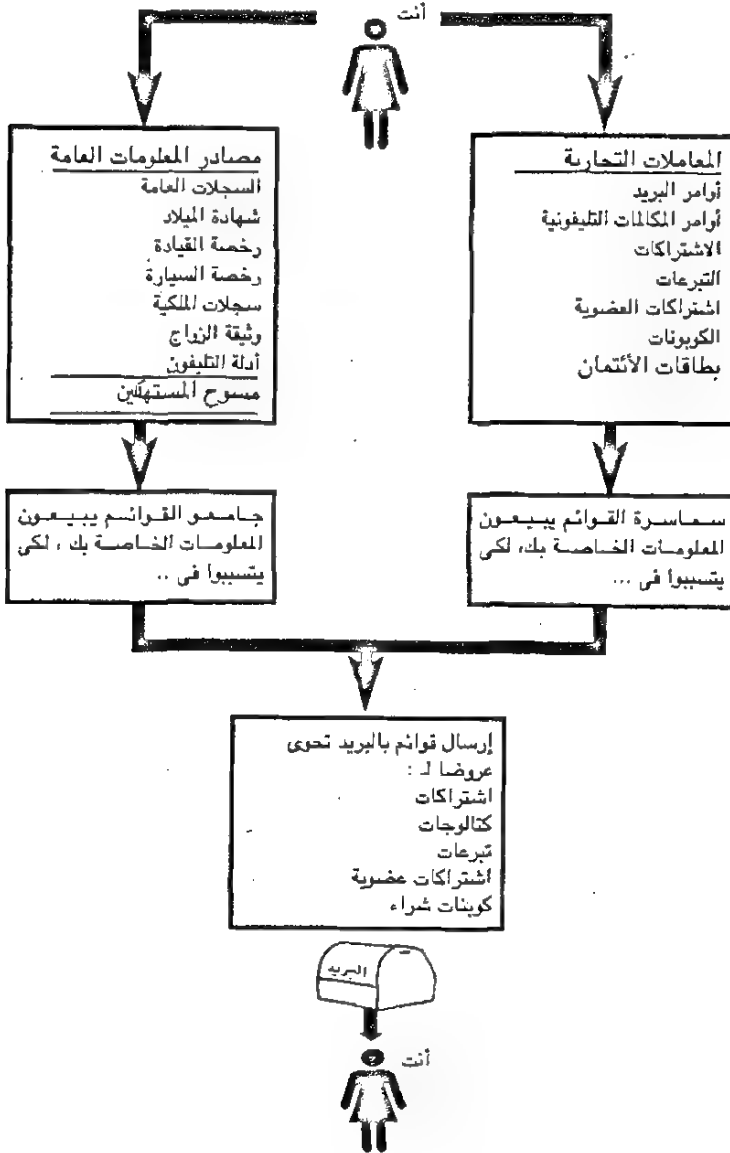 أنت
المعاملات التجارية
أوامر البريد
أوامر المكالمات التليفونية
الاشتراكات
التبرعات
اشتراكات العضوية
الكوبونات
بطاقات الأئتمان
مصادر المعلومات العامة
السجلات العامة
شهادة الميلاد
رخصة القيادة
رخصة السيارة
سجلات الملكية
وثيقة الزواج
أدلة التليفون
مسوح المستهلكين
سماسرة القوائم يبيعون
المعلومات الخاصة بك، لكى
يتسببوا فى ...
جامعو القوائم يبيعون
المعلومات الخاصة بك ، لكى
يتسببوا فى ..
إرسال قوائم بالبريد تحوى
عروضا لـ :
اشتراكات
كتالوجات
تبرعات
اشتراكات عضوية
كوبنات شراء
البريد
أنت